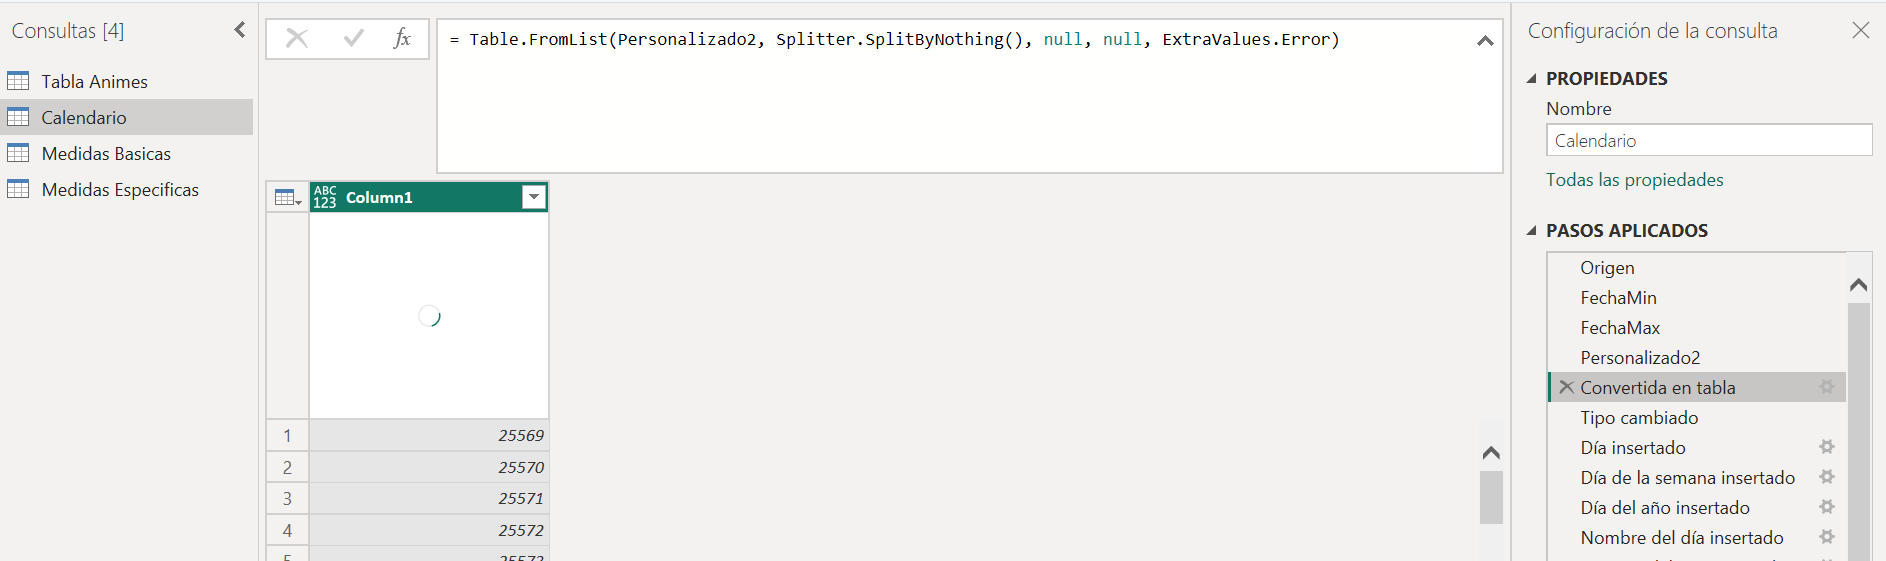 Consultas [4]
Tabla Animes
Calendario
Medidas Basicas
Medidas Especificas
fx
= Table.FromList(Personalizado2, Splitter.SplitByNothing(), null, null, ExtraValues.Error)
ABC
123
Column1
1
25569
2
25570
3
25571
4
25572
5
25573
Configuración de la consulta
PROPIEDADES
Nombre
Calendario
Todas las propiedades
PASOS APLICADOS
Origen
FechaMin
FechaMax
Personalizado2
Convertida en tabla
Tipo cambiado
Día insertado
Día de la semana insertado
Día del año insertado
Nombre del día insertado